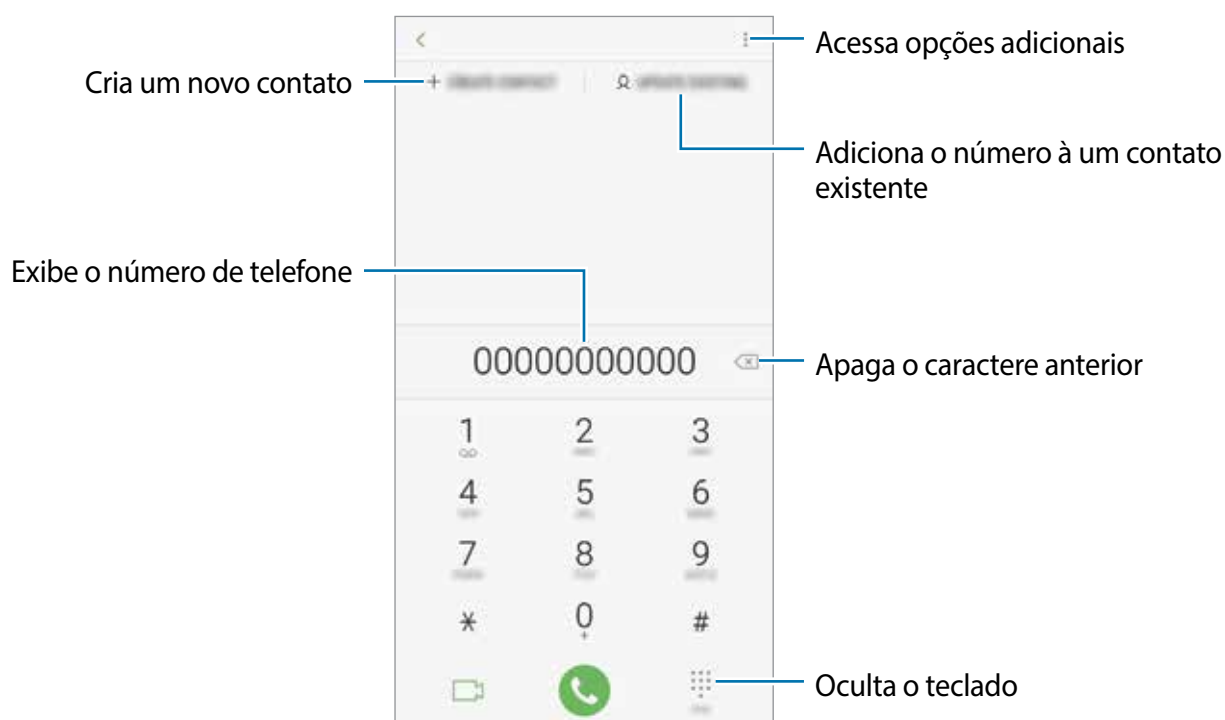 Acessa opções adicionais
Cria um novo contato
Adiciona o número à um contato
existente
Exibe o número de telefone
00000000000
Apaga o caractere anterior
1 2 3
4 5 6
7 8 9
* 0 #
+
Oculta o teclado